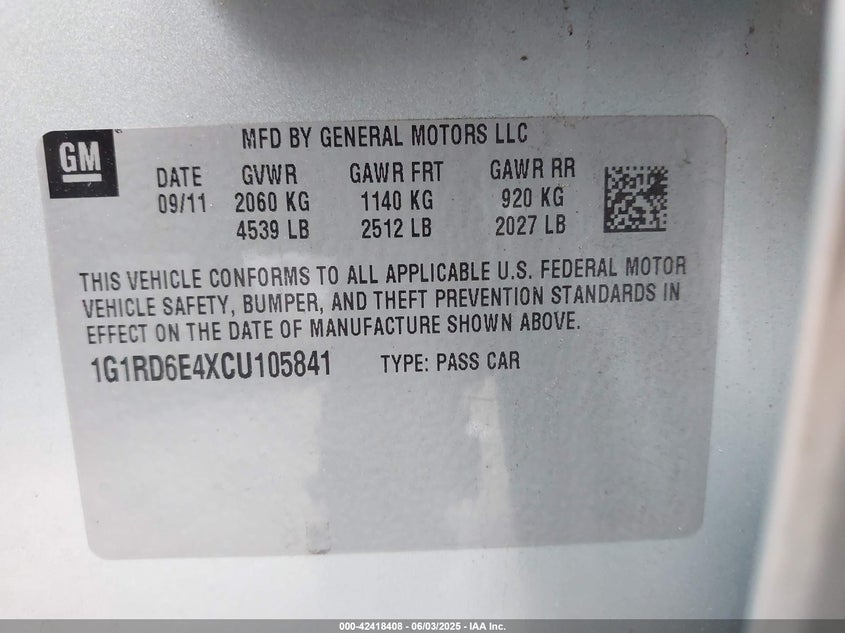 GM
MFD BY GENERAL MOTORS LLC
DATE GVWR GAWR FRT GAWR RR
09/11 2060 KG 1140 KG 920 KG
4539 LB 2512 LB 2027 LB
THIS VEHICLE CONFORMS TO ALL APPLICABLE U.S. FEDERAL MOTOR
VEHICLE SAFETY, BUMPER, AND THEFT PREVENTION STANDARDS IN
EFFECT ON THE DATE OF MANUFACTURE SHOWN ABOVE.
1G1RD6E4XCU105841 TYPE: PASS CAR
000-42418408 - 06/03/2025 - IAA Inc.